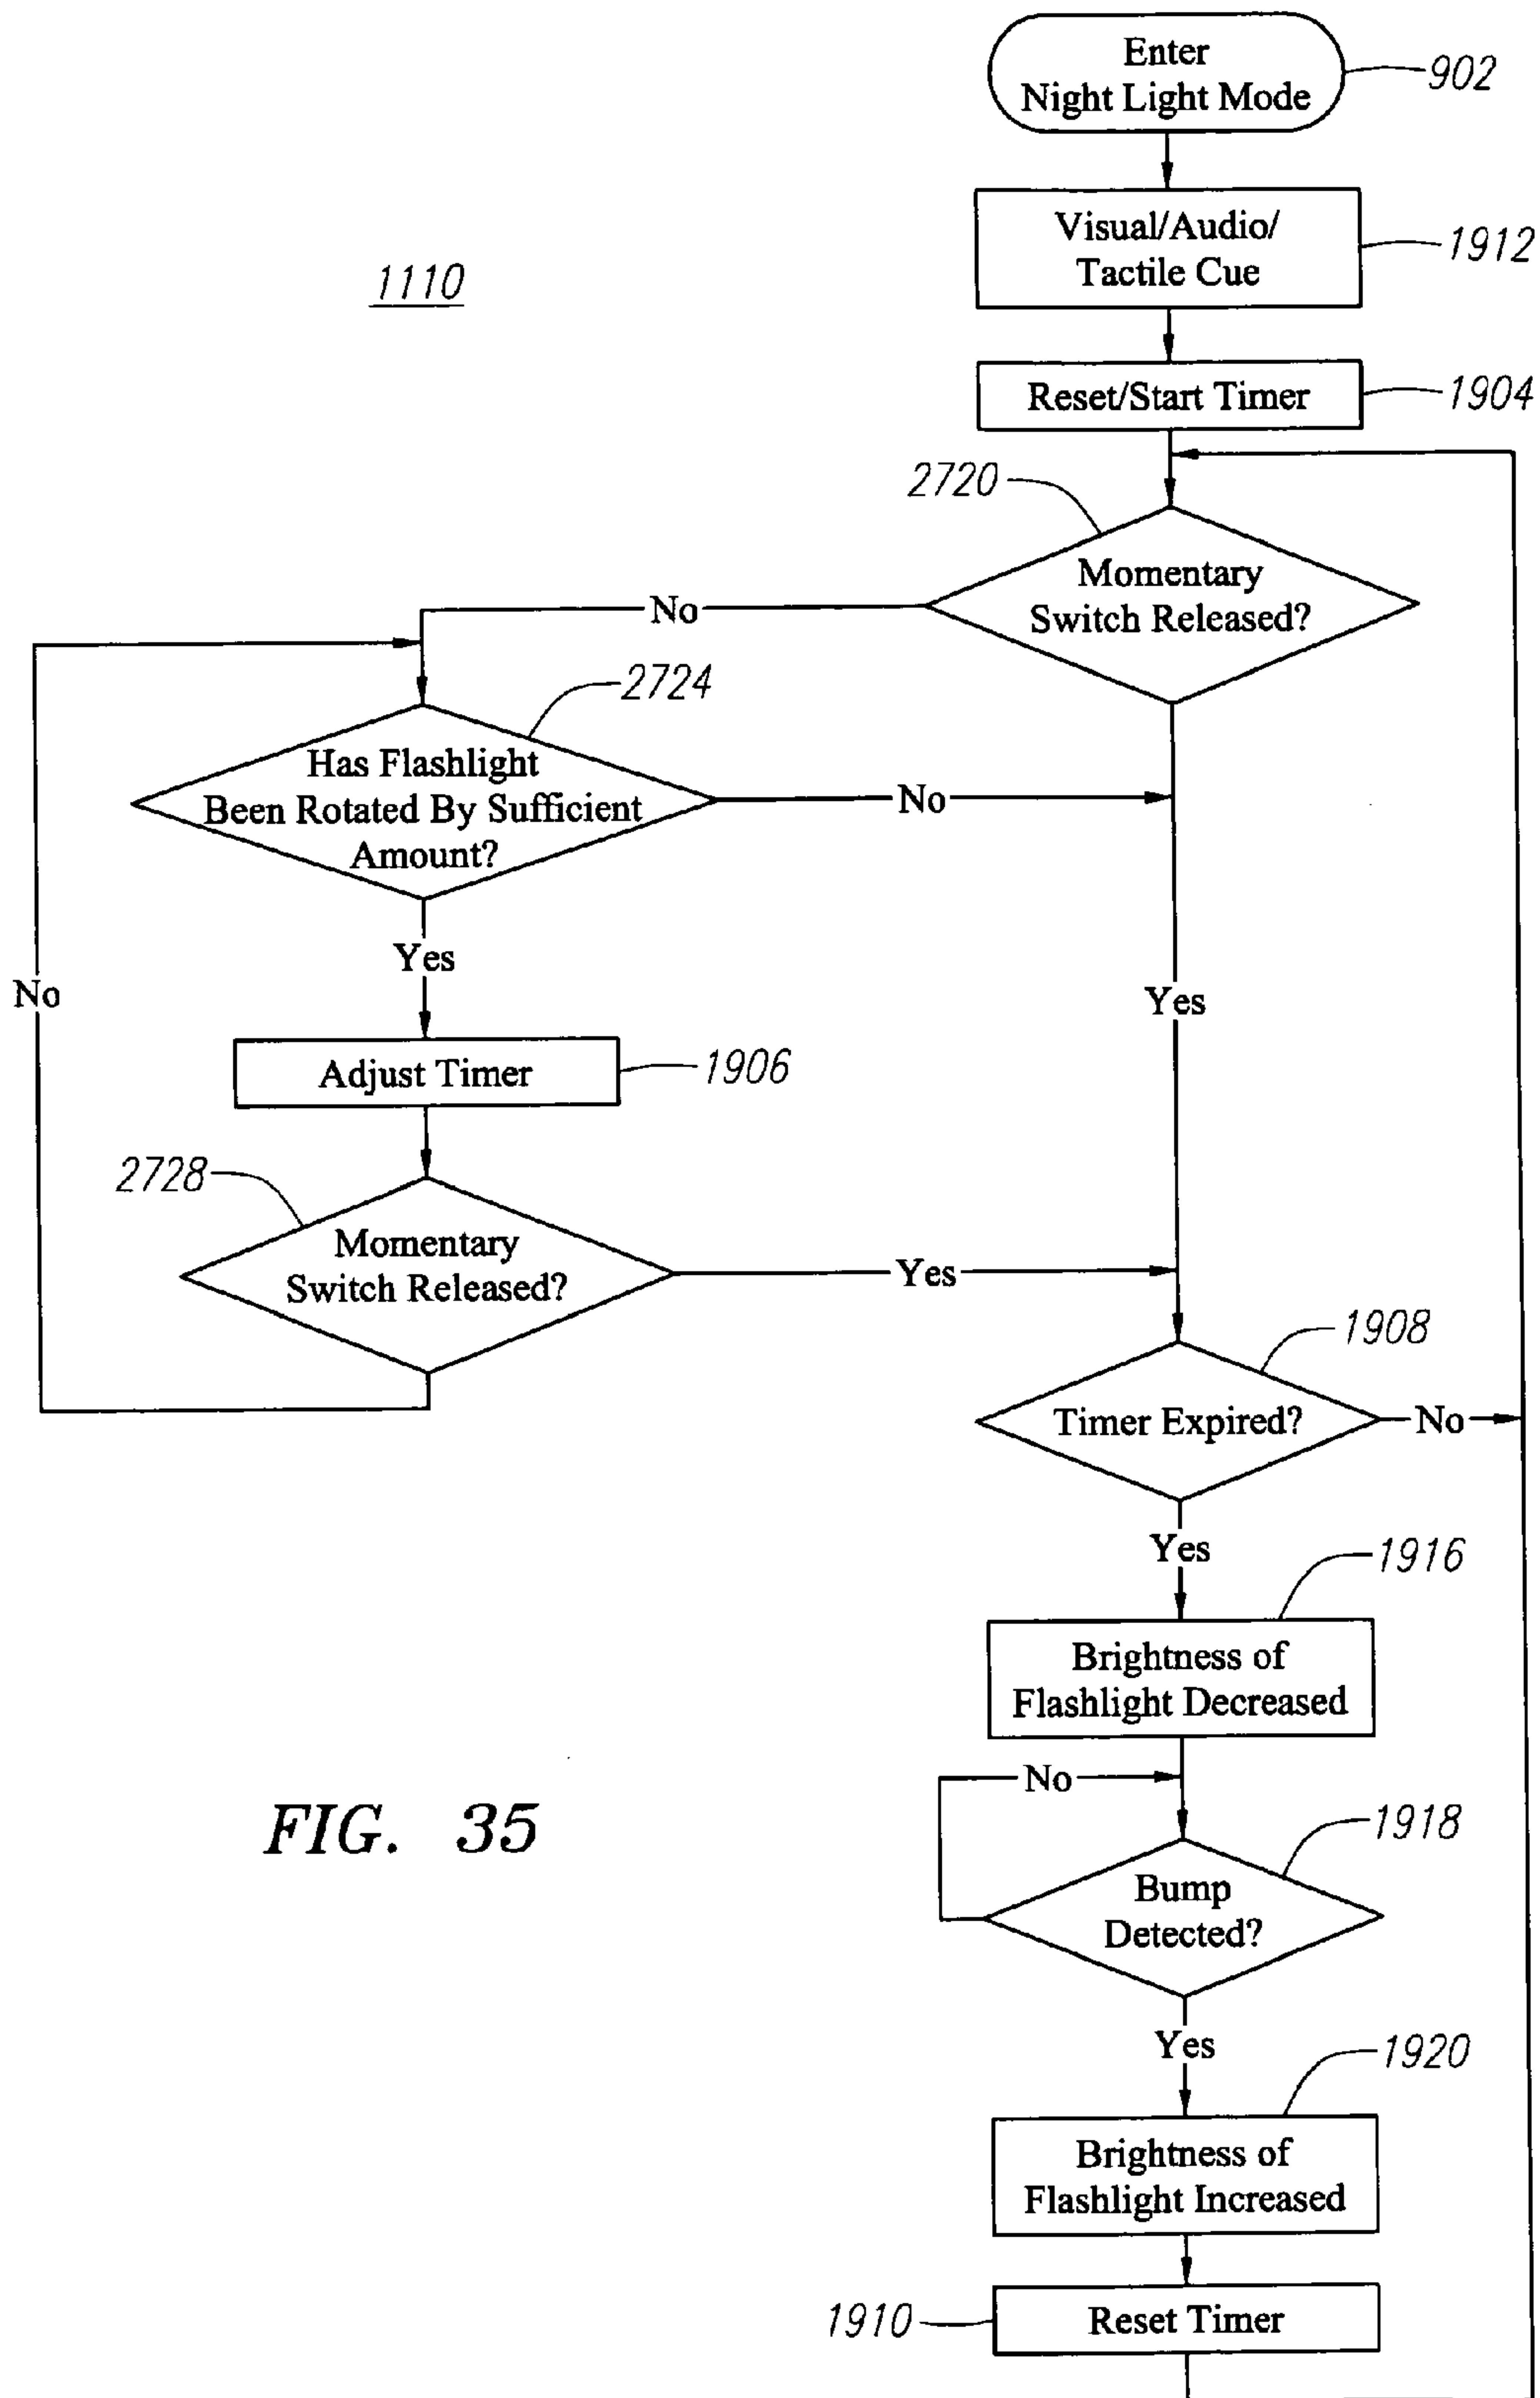 Enter
Night Light Mode
902
Visual/Audio/
Tactile Cue
1912
1110
Reset/Start Timer
1904
2720
Momentary
Switch Released?
No
2724
Has Flashlight
Been Rotated By Sufficient
Amount?
No
Yes
No
Yes
Adjust Timer
1906
2728
Momentary
Switch Released?
Yes
1908
Timer Expired?
No
Yes
1916
Brightness of
Flashlight Decreased
No
1918
FIG. 35
Bump
Detected?
Yes
1920
Brightness of
Flashlight Increased
1910
Reset Timer